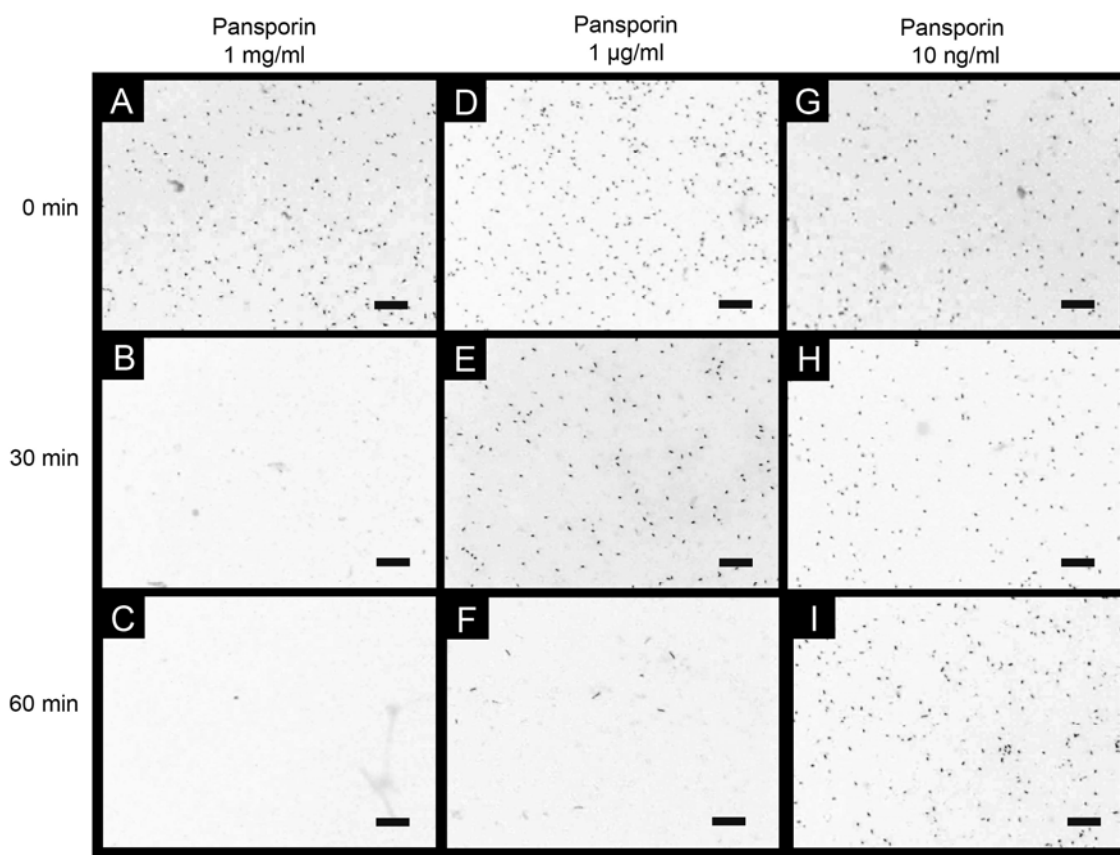 Pansporin
1 mg/ml
Pansporin
1 µg/ml
Pansporin
10 ng/ml
A
D
G
0 min
B
E
H
30 min
C
F
I
60 min